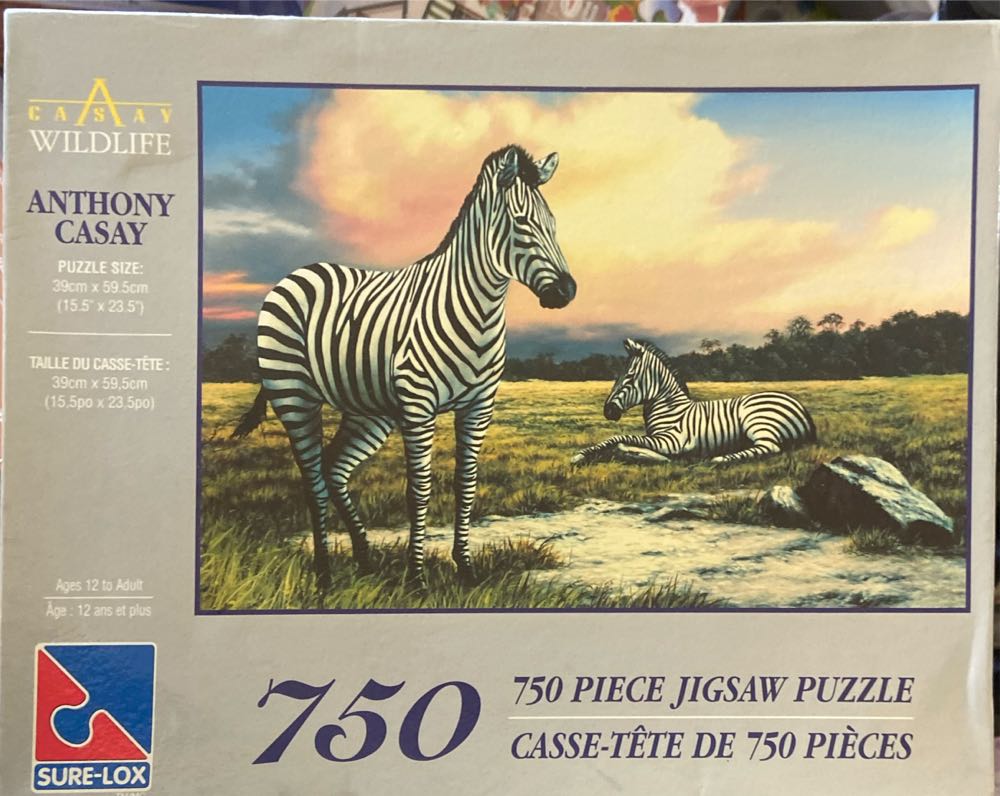 CASAY
WILDLIFE
ANTHONY
CASAY
PUZZLE SIZE:
39cm x 59.5cm
(15.5" x 23.5")
TAILLE DU CASSE-TÊTE :
39cm x 59,5cm
(15,5po x 23,5po)
Ages 12 to Adult
Âge : 12 ans et plus
SURE-LOX
750
750 PIECE JIGSAW PUZZLE
CASSE-TÊTE DE 750 PIÈCES